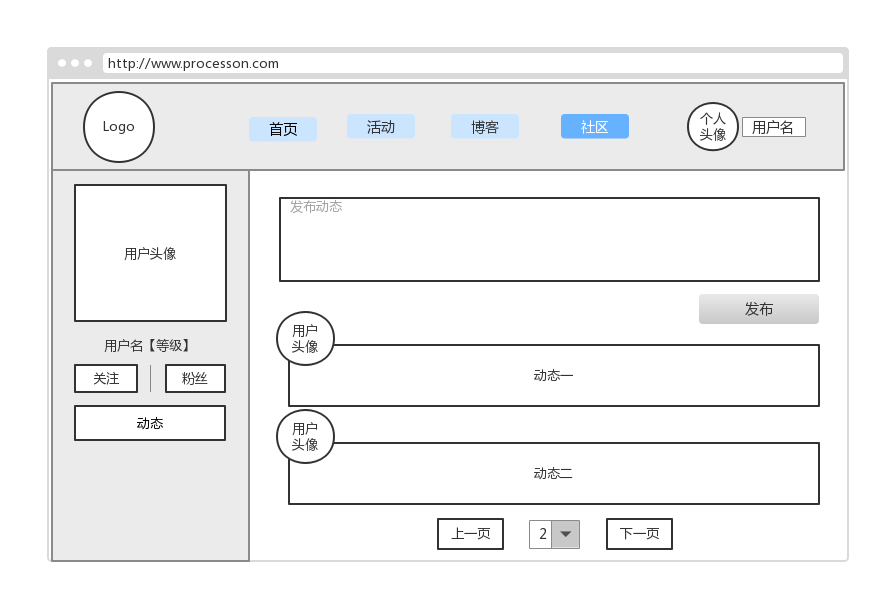 http://www.processon.com
Logo
首页
活动
博客
社区
个人
头像
用户名
用户头像
用户名【等级】
关注
粉丝
动态
发布动态
发布
用户
头像
动态一
用户
头像
动态二
上一页
2
下一页